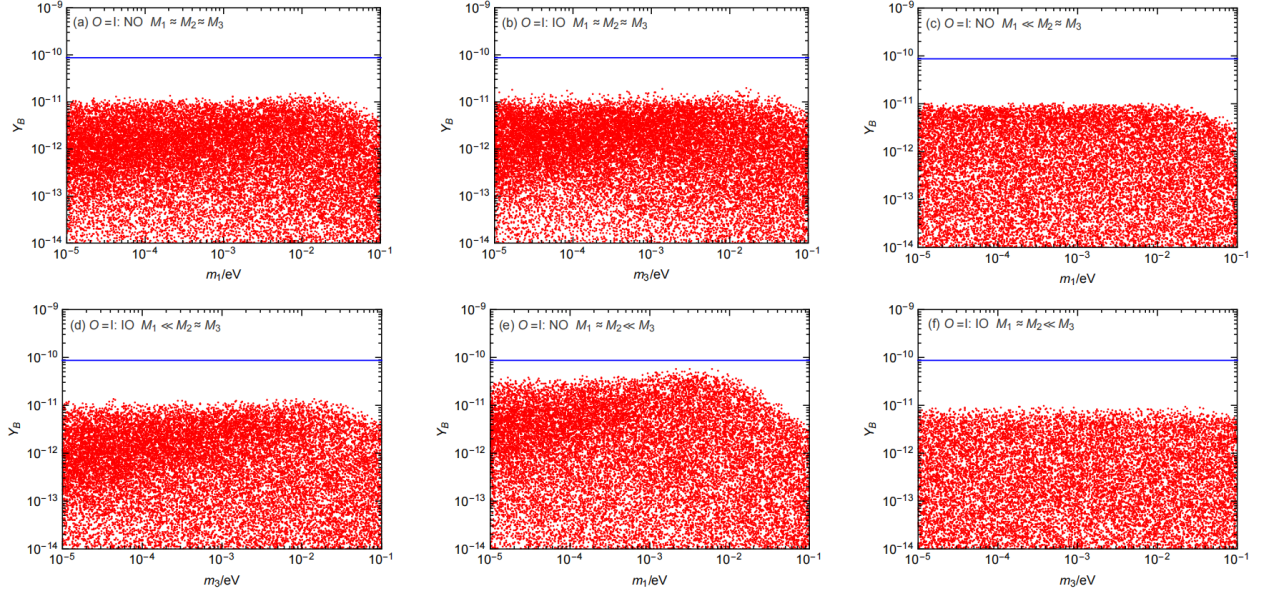 (a) O=I: NO M₁ ≈ M₂ ≈ M₃
10⁻⁹
10⁻¹⁰
10⁻¹¹
10⁻¹²
10⁻¹³
10⁻¹⁴
Y_B
10⁻⁵ 10⁻⁴ 10⁻³ 10⁻² 10⁻¹
m₁/eV
(b) O=I: IO M₁ ≈ M₂ ≈ M₃
10⁻⁹
10⁻¹⁰
10⁻¹¹
10⁻¹²
10⁻¹³
10⁻¹⁴
Y_B
10⁻⁵ 10⁻⁴ 10⁻³ 10⁻² 10⁻¹
m₃/eV
(c) O=I: NO M₁ ≪ M₂ ≈ M₃
10⁻⁹
10⁻¹⁰
10⁻¹¹
10⁻¹²
10⁻¹³
10⁻¹⁴
Y_B
10⁻⁵ 10⁻⁴ 10⁻³ 10⁻² 10⁻¹
m₁/eV
(d) O=I: IO M₁ ≪ M₂ ≈ M₃
10⁻⁹
10⁻¹⁰
10⁻¹¹
10⁻¹²
10⁻¹³
10⁻¹⁴
Y_B
10⁻⁵ 10⁻⁴ 10⁻³ 10⁻² 10⁻¹
m₃/eV
(e) O=I: NO M₁ ≈ M₂ ≪ M₃
10⁻⁹
10⁻¹⁰
10⁻¹¹
10⁻¹²
10⁻¹³
10⁻¹⁴
Y_B
10⁻⁵ 10⁻⁴ 10⁻³ 10⁻² 10⁻¹
m₁/eV
(f) O=I: IO M₁ ≈ M₂ ≪ M₃
10⁻⁹
10⁻¹⁰
10⁻¹¹
10⁻¹²
10⁻¹³
10⁻¹⁴
Y_B
10⁻⁵ 10⁻⁴ 10⁻³ 10⁻² 10⁻¹
m₃/eV